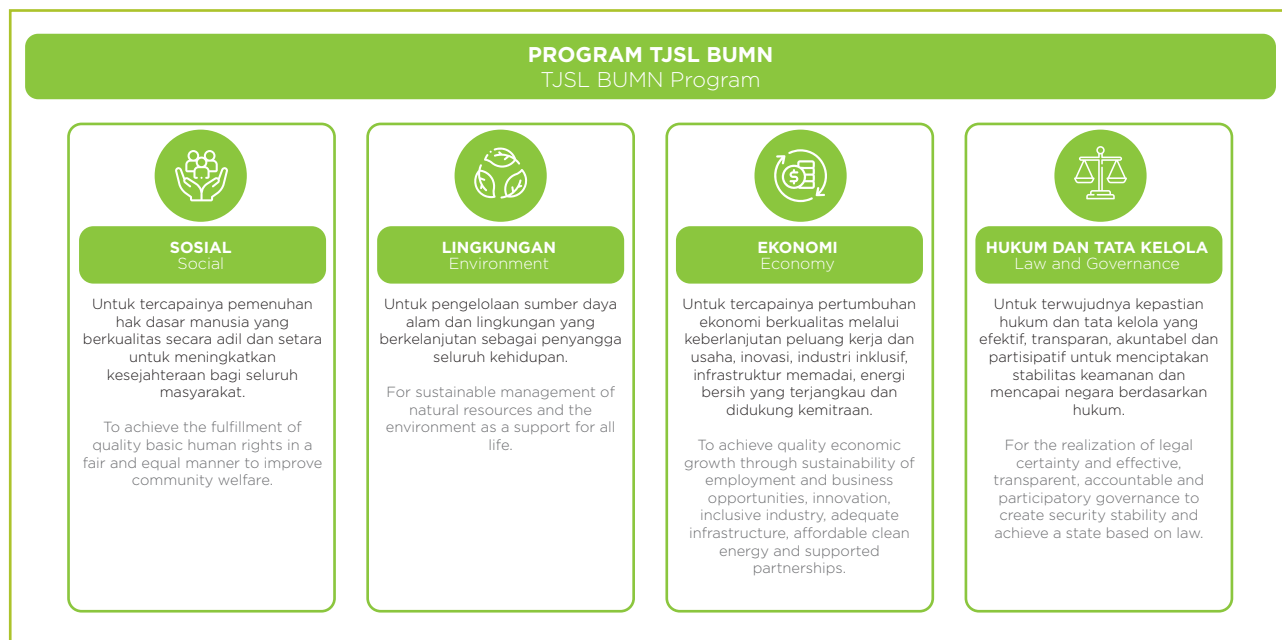 PROGRAM TJSL BUMN
TJSL BUMN Program
SOSIAL
Social
Untuk tercapainya pemenuhan
hak dasar manusia yang
berkualitas secara adil dan setara
untuk meningkatkan
kesejahteraan bagi seluruh
masyarakat.
To achieve the fulfillment of
quality basic human rights in a
fair and equal manner to improve
community welfare.
LINGKUNGAN
Environment
Untuk pengelolaan sumber daya
alam dan lingkungan yang
berkelanjutan sebagai penyangga
seluruh kehidupan.
For sustainable management of
natural resources and the
environment as a support for all
life.
EKONOMI
Economy
Untuk tercapainya pertumbuhan
ekonomi berkualitas melalui
keberlanjutan peluang kerja dan
usaha, inovasi, industri inklusif,
infrastruktur memadai, energi
bersih yang terjangkau dan
didukung kemitraan.
To achieve quality economic
growth through sustainability of
employment and business
opportunities, innovation,
inclusive industry, adequate
infrastructure, affordable clean
energy and supported
partnerships.
HUKUM DAN TATA KELOLA
Law and Governance
Untuk terwujudnya kepastian
hukum dan tata kelola yang
efektif, transparan, akuntabel dan
partisipatif untuk menciptakan
stabilitas keamanan dan
mencapai negara berdasarkan
hukum.
For the realization of legal
certainty and effective,
transparent, accountable and
participatory governance to
create security stability and
achieve a state based on law.